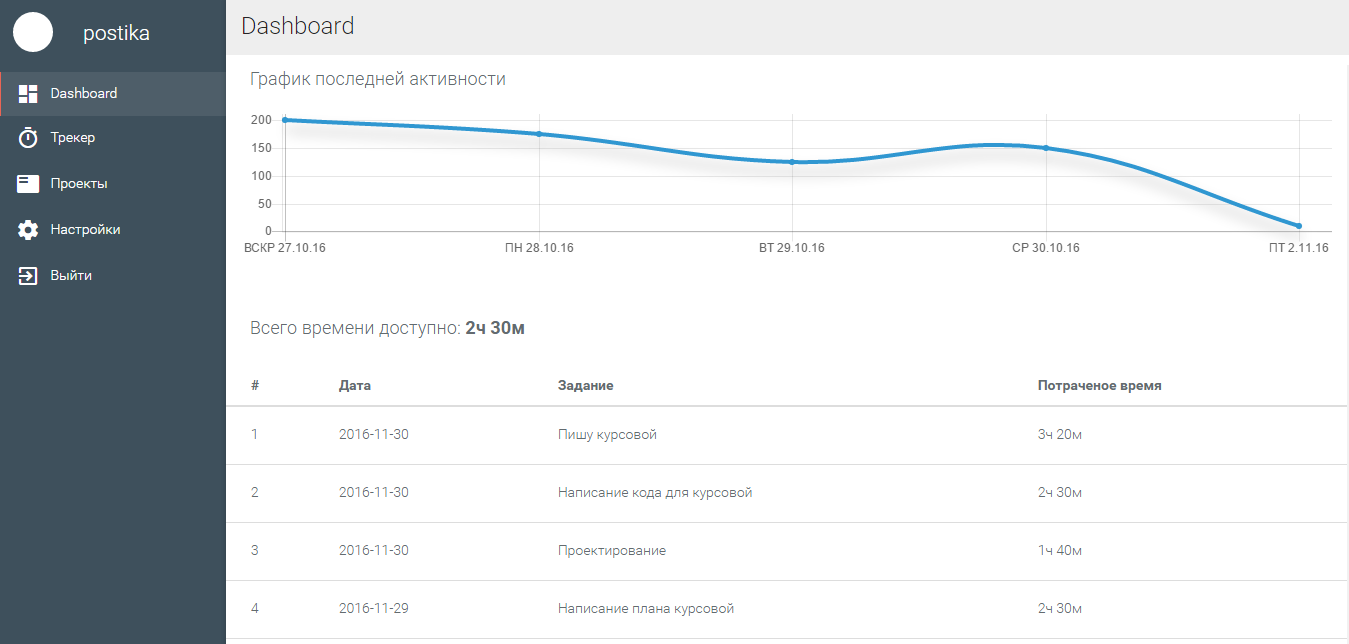 postika
Dashboard
Трекер
Проекты
Настройки
Выйти
Dashboard
График последней активности
200
150
100
50
0
ВСКР 27.10.16 ПН 28.10.16 ВТ 29.10.16 СР 30.10.16 ПТ 2.11.16
Всего времени доступно: 2ч 30м
# Дата Задание Потраченое время
1 2016-11-30 Пишу курсовой 3ч 20м
2 2016-11-30 Написание кода для курсовой 2ч 30м
3 2016-11-30 Проектирование 1ч 40м
4 2016-11-29 Написание плана курсовой 2ч 30м